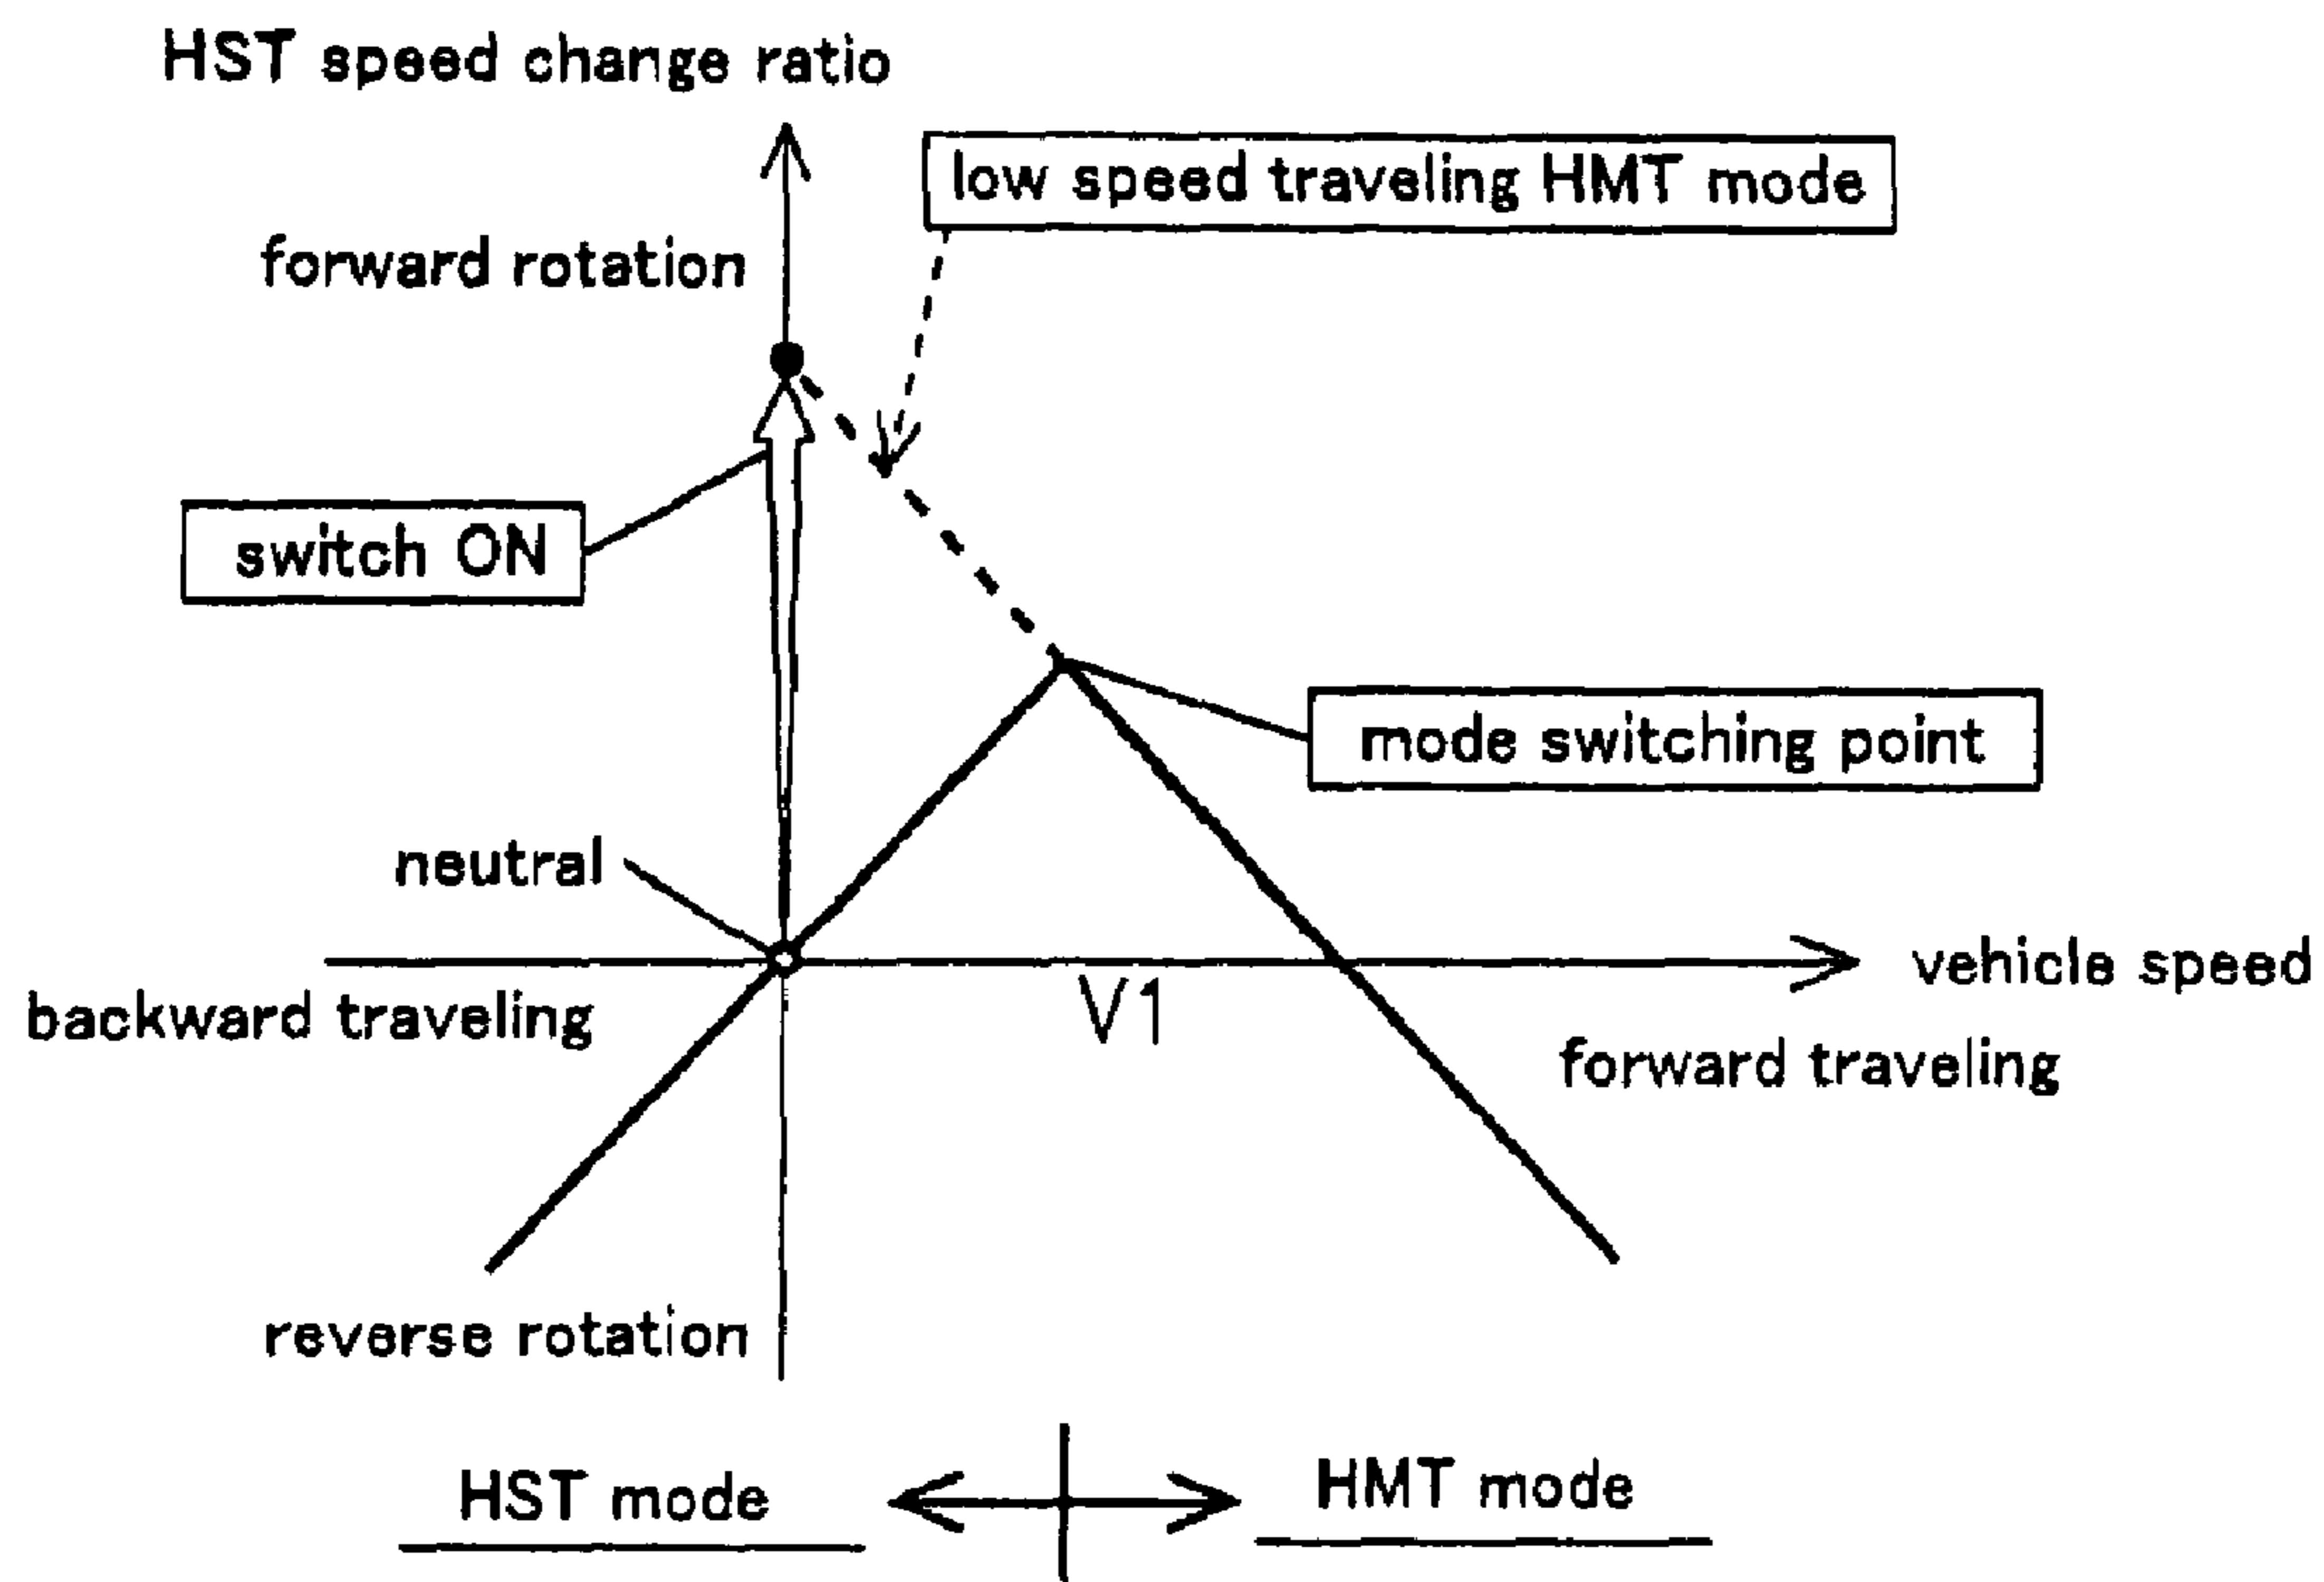 HST speed change ratio
low speed traveling HMT mode
forward rotation
switch ON
mode switching point
neutral
vehicle speed
backward traveling
V1
forward traveling
reverse rotation
HST mode
HMT mode